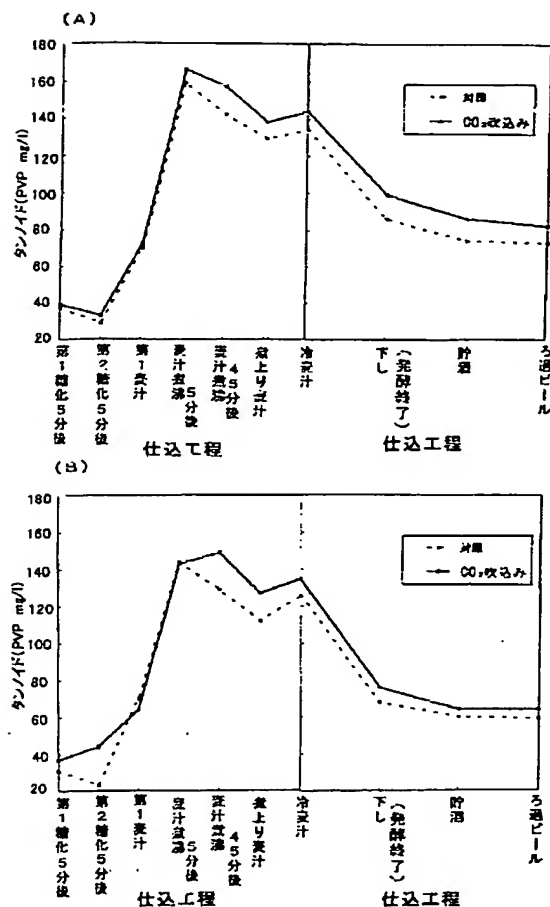 (A)
タンノイド(PVP mg/l)
180
160
140
120
100
80
60
40
20
対照
CO₂吹込み
第1糖化5分後
第2糖化5分後
第1麦汁
麦汁煮沸5分後
麦汁煮沸45分後
煮上り麦汁
冷麦汁
下し(発酵終了)
貯酒
ろ過ビール
仕込工程
仕込工程
(B)
タンノイド(PVP mg/l)
180
160
140
120
100
80
60
40
20
対照
CO₂吹込み
第1糖化5分後
第2糖化5分後
第1麦汁
麦汁煮沸5分後
麦汁煮沸45分後
煮上り麦汁
冷麦汁
下し(発酵終了)
貯酒
ろ過ビール
仕込工程
仕込工程